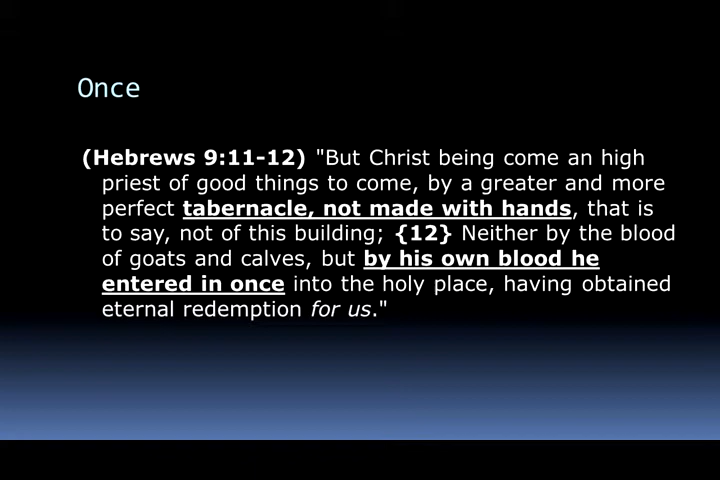 Once
(Hebrews 9:11-12) "But Christ being come an high
priest of good things to come, by a greater and more
perfect tabernacle, not made with hands, that is
to say, not of this building; {12} Neither by the blood
of goats and calves, but by his own blood he
entered in once into the holy place, having obtained
eternal redemption for us."